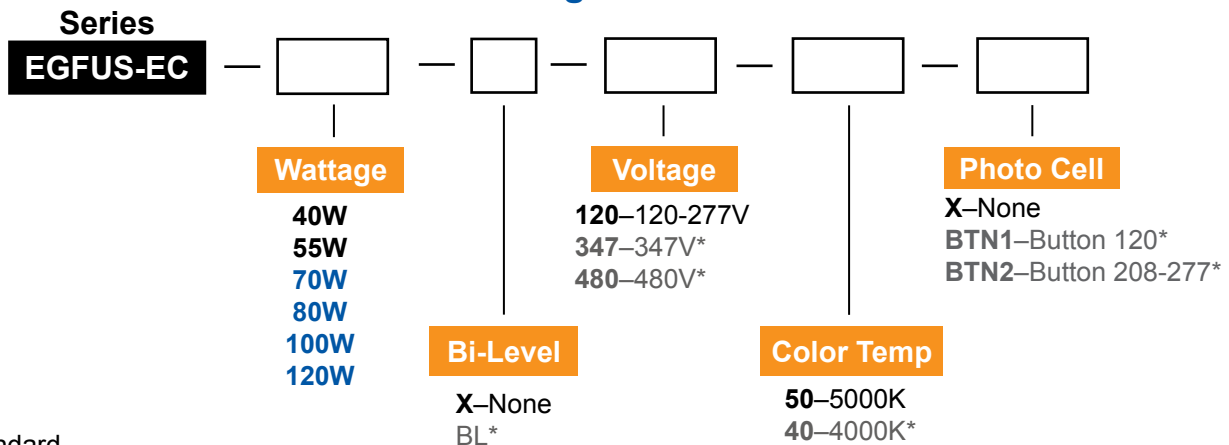 Series
EGFUS-EC — — — — —
Wattage
40W
55W
70W
80W
100W
120W
Bi-Level
X–None
BL*
Voltage
120–120-277V
347–347V*
480–480V*
Color Temp
50–5000K
40–4000K*
Photo Cell
X–None
BTN1–Button 120*
BTN2–Button 208-277*